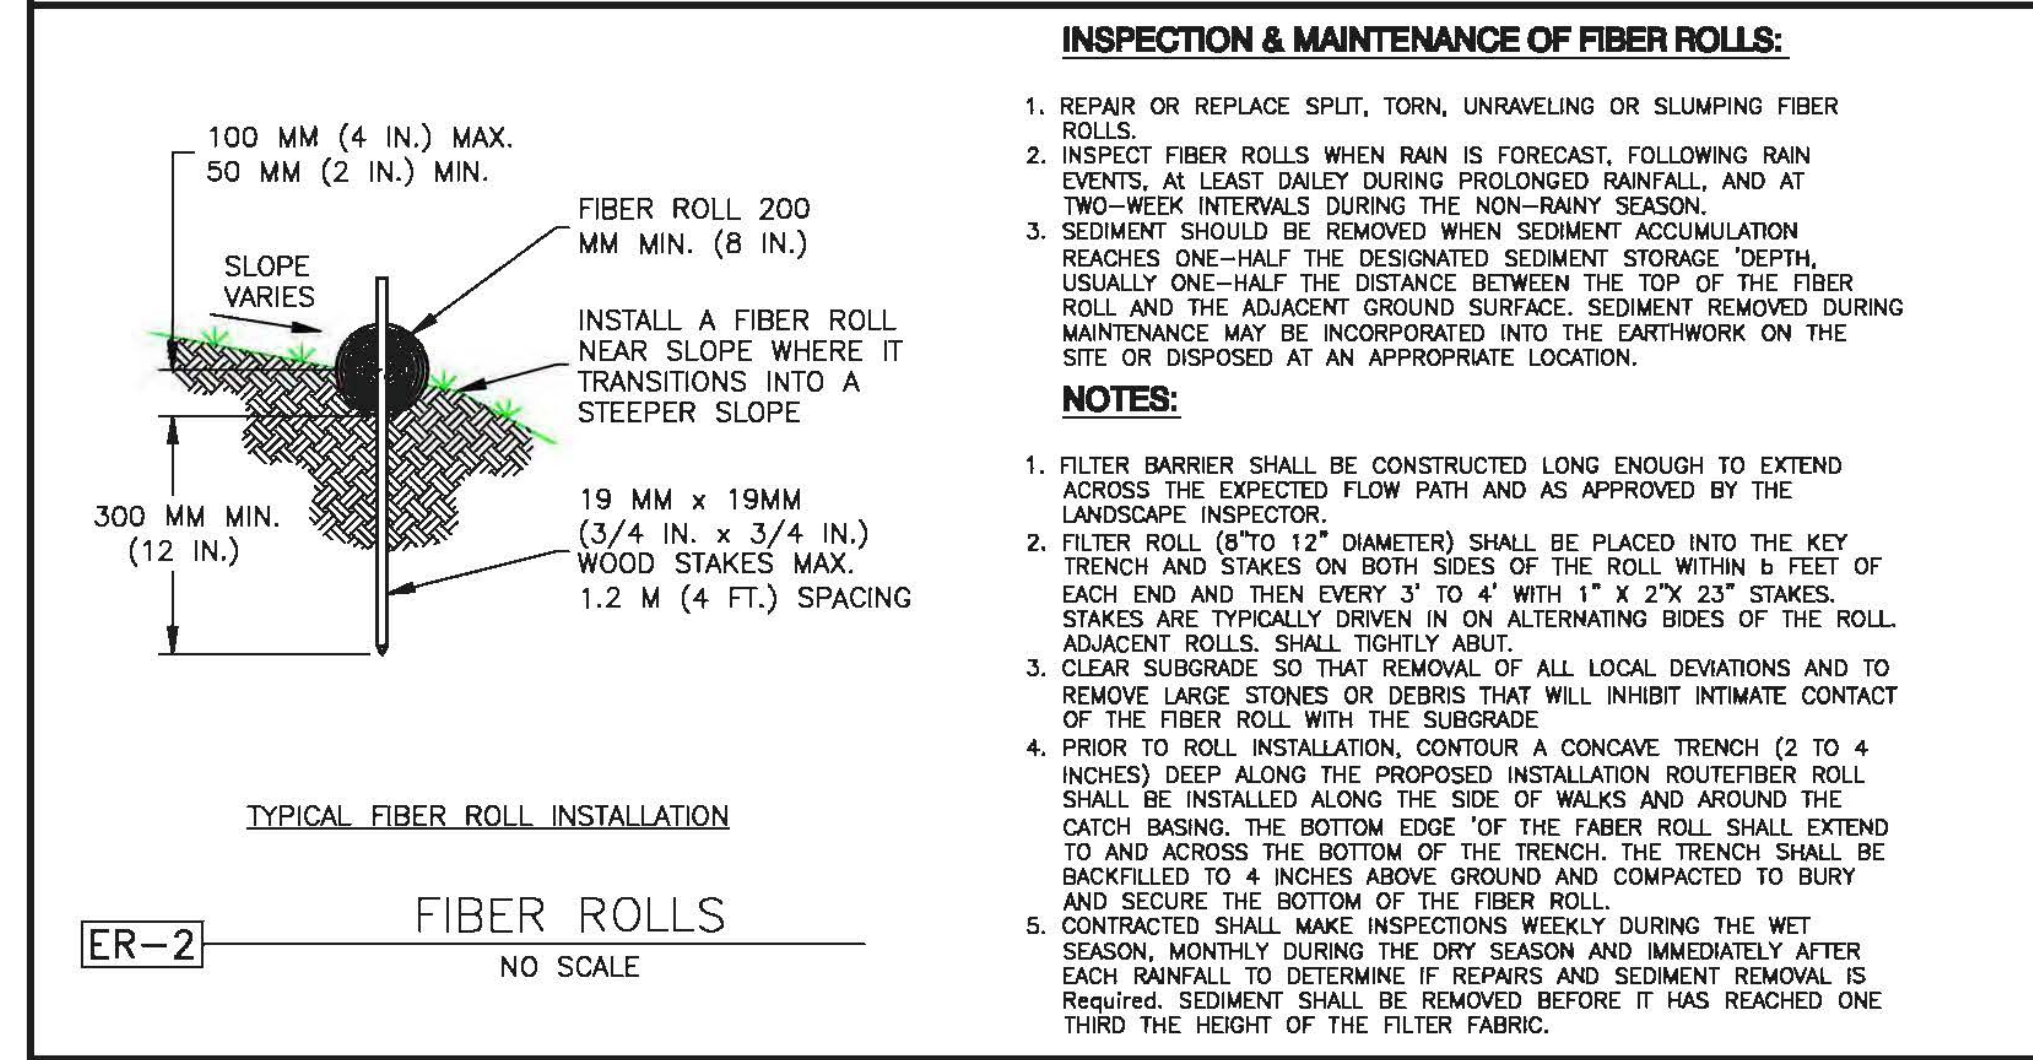 100 MM (4 IN.) MAX.
50 MM (2 IN.) MIN.
FIBER ROLL 200
MM MIN. (8 IN.)
SLOPE
VARIES
INSTALL A FIBER ROLL
NEAR SLOPE WHERE IT
TRANSITIONS INTO A
STEEPER SLOPE
300 MM MIN.
(12 IN.)
19 MM x 19MM
(3/4 IN. x 3/4 IN.)
WOOD STAKES MAX.
1.2 M (4 FT.) SPACING
TYPICAL FIBER ROLL INSTALLATION
ER-2
FIBER ROLLS
NO SCALE
INSPECTION & MAINTENANCE OF FIBER ROLLS:
1. REPAIR OR REPLACE SPLIT, TORN, UNRAVELING OR SLUMPING FIBER
ROLLS.
2. INSPECT FIBER ROLLS WHEN RAIN IS FORECAST, FOLLOWING RAIN
EVENTS, At LEAST DAILEY DURING PROLONGED RAINFALL, AND AT
TWO-WEEK INTERVALS DURING THE NON-RAINY SEASON.
3. SEDIMENT SHOULD BE REMOVED WHEN SEDIMENT ACCUMULATION
REACHES ONE-HALF THE DESIGNATED SEDIMENT STORAGE 'DEPTH,
USUALLY ONE-HALF THE DISTANCE BETWEEN THE TOP OF THE FIBER
ROLL AND THE ADJACENT GROUND SURFACE. SEDIMENT REMOVED DURING
MAINTENANCE MAY BE INCORPORATED INTO THE EARTHWORK ON THE
SITE OR DISPOSED AT AN APPROPRIATE LOCATION.
NOTES:
1. FILTER BARRIER SHALL BE CONSTRUCTED LONG ENOUGH TO EXTEND
ACROSS THE EXPECTED FLOW PATH AND AS APPROVED BY THE
LANDSCAPE INSPECTOR.
2. FILTER ROLL (8"TO 12" DIAMETER) SHALL BE PLACED INTO THE KEY
TRENCH AND STAKES ON BOTH SIDES OF THE ROLL WITHIN b FEET OF
EACH END AND THEN EVERY 3' TO 4' WITH 1" X 2"X 23" STAKES.
STAKES ARE TYPICALLY DRIVEN IN ON ALTERNATING BIDES OF THE ROLL.
ADJACENT ROLLS. SHALL TIGHTLY ABUT.
3. CLEAR SUBGRADE SO THAT REMOVAL OF ALL LOCAL DEVIATIONS AND TO
REMOVE LARGE STONES OR DEBRIS THAT WILL INHIBIT INTIMATE CONTACT
OF THE FIBER ROLL WITH THE SUBGRADE
4. PRIOR TO ROLL INSTALLATION, CONTOUR A CONCAVE TRENCH (2 TO 4
INCHES) DEEP ALONG THE PROPOSED INSTALLATION ROUTEFIBER ROLL
SHALL BE INSTALLED ALONG THE SIDE OF WALKS AND AROUND THE
CATCH BASING. THE BOTTOM EDGE 'OF THE FABER ROLL SHALL EXTEND
TO AND ACROSS THE BOTTOM OF THE TRENCH. THE TRENCH SHALL BE
BACKFILLED TO 4 INCHES ABOVE GROUND AND COMPACTED TO BURY
AND SECURE THE BOTTOM OF THE FIBER ROLL.
5. CONTRACTED SHALL MAKE INSPECTIONS WEEKLY DURING THE WET
SEASON, MONTHLY DURING THE DRY SEASON AND IMMEDIATELY AFTER
EACH RAINFALL TO DETERMINE IF REPAIRS AND SEDIMENT REMOVAL IS
Required. SEDIMENT SHALL BE REMOVED BEFORE IT HAS REACHED ONE
THIRD THE HEIGHT OF THE FILTER FABRIC.